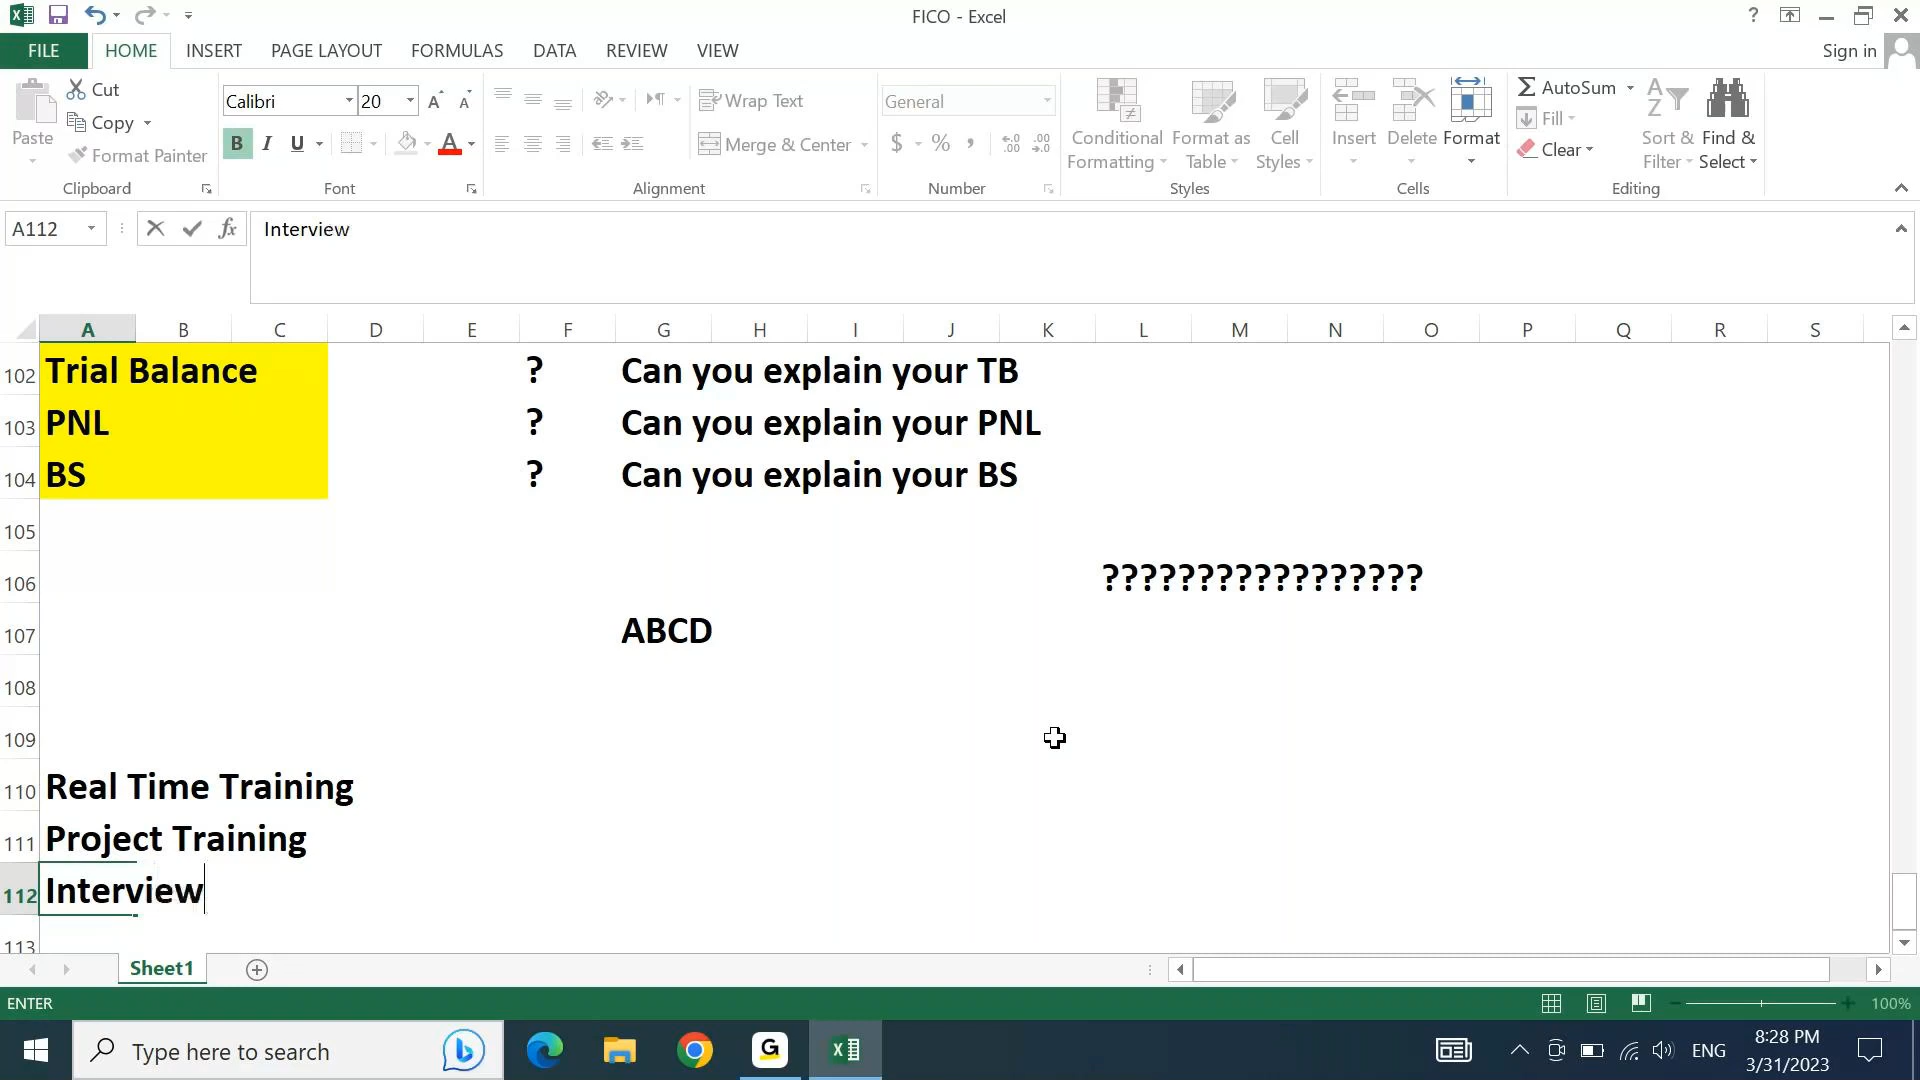 FICO - Excel
?
FILE HOME INSERT PAGE LAYOUT FORMULAS DATA REVIEW VIEW Sign in
Paste
Cut
Copy
Format Painter
Clipboard
Calibri 20 A A
B I U A
Font
Wrap Text
Merge & Center
Alignment
General
$ % , .0 .00 .00 .0
Number
Conditional Formatting
Format as Table
Cell Styles
Styles
Insert Delete Format
Cells
AutoSum
Fill
Clear
Sort & Filter
Find & Select
Editing
A112 fx Interview
A B C D E F G H I J K L M N O P Q R S
102 Trial Balance ? Can you explain your TB
103 PNL ? Can you explain your PNL
104 BS ? Can you explain your BS
105
106 ?????????????????
107 ABCD
108
109
110 Real Time Training
111 Project Training
112 Interview
113
Sheet1
ENTER 100%
Type here to search
ENG
8:28 PM
3/31/2023